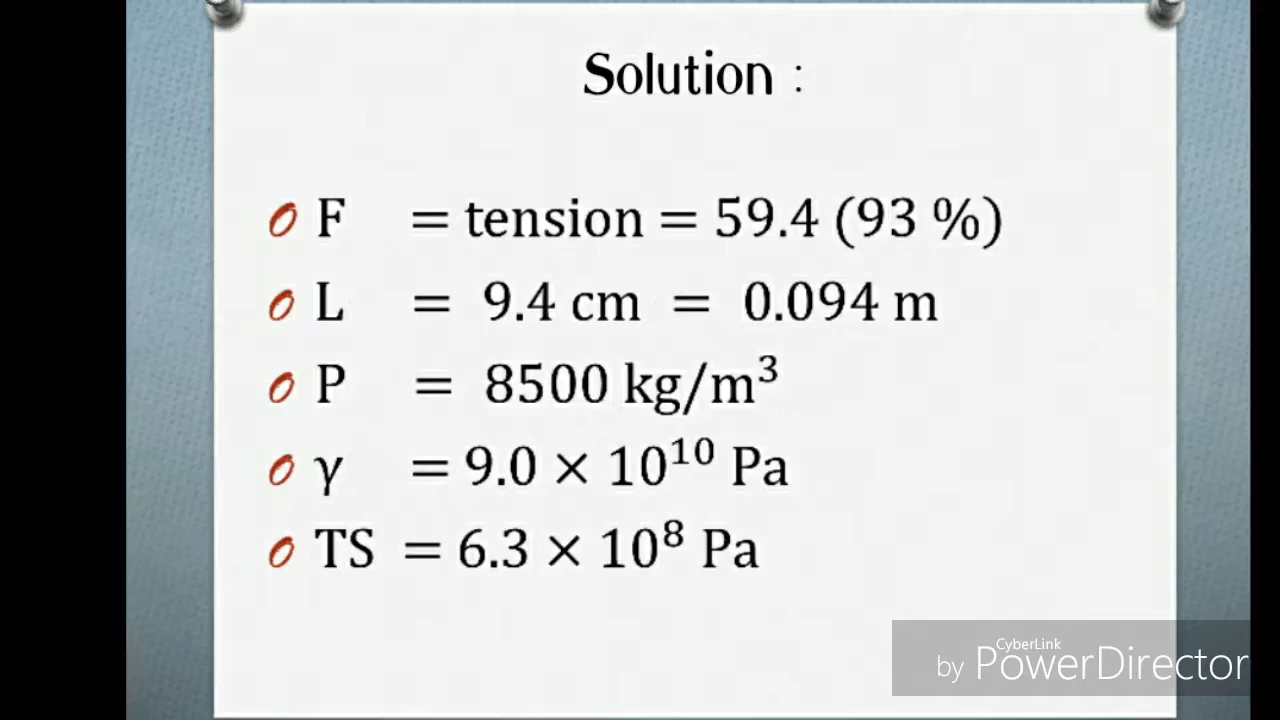 Solution :
F = tension = 59.4 (93 %)
L = 9.4 cm = 0.094 m
P = 8500 kg/m³
γ = 9.0 × 10¹⁰ Pa
TS = 6.3 × 10⁸ Pa
CyberLink
by PowerDirector